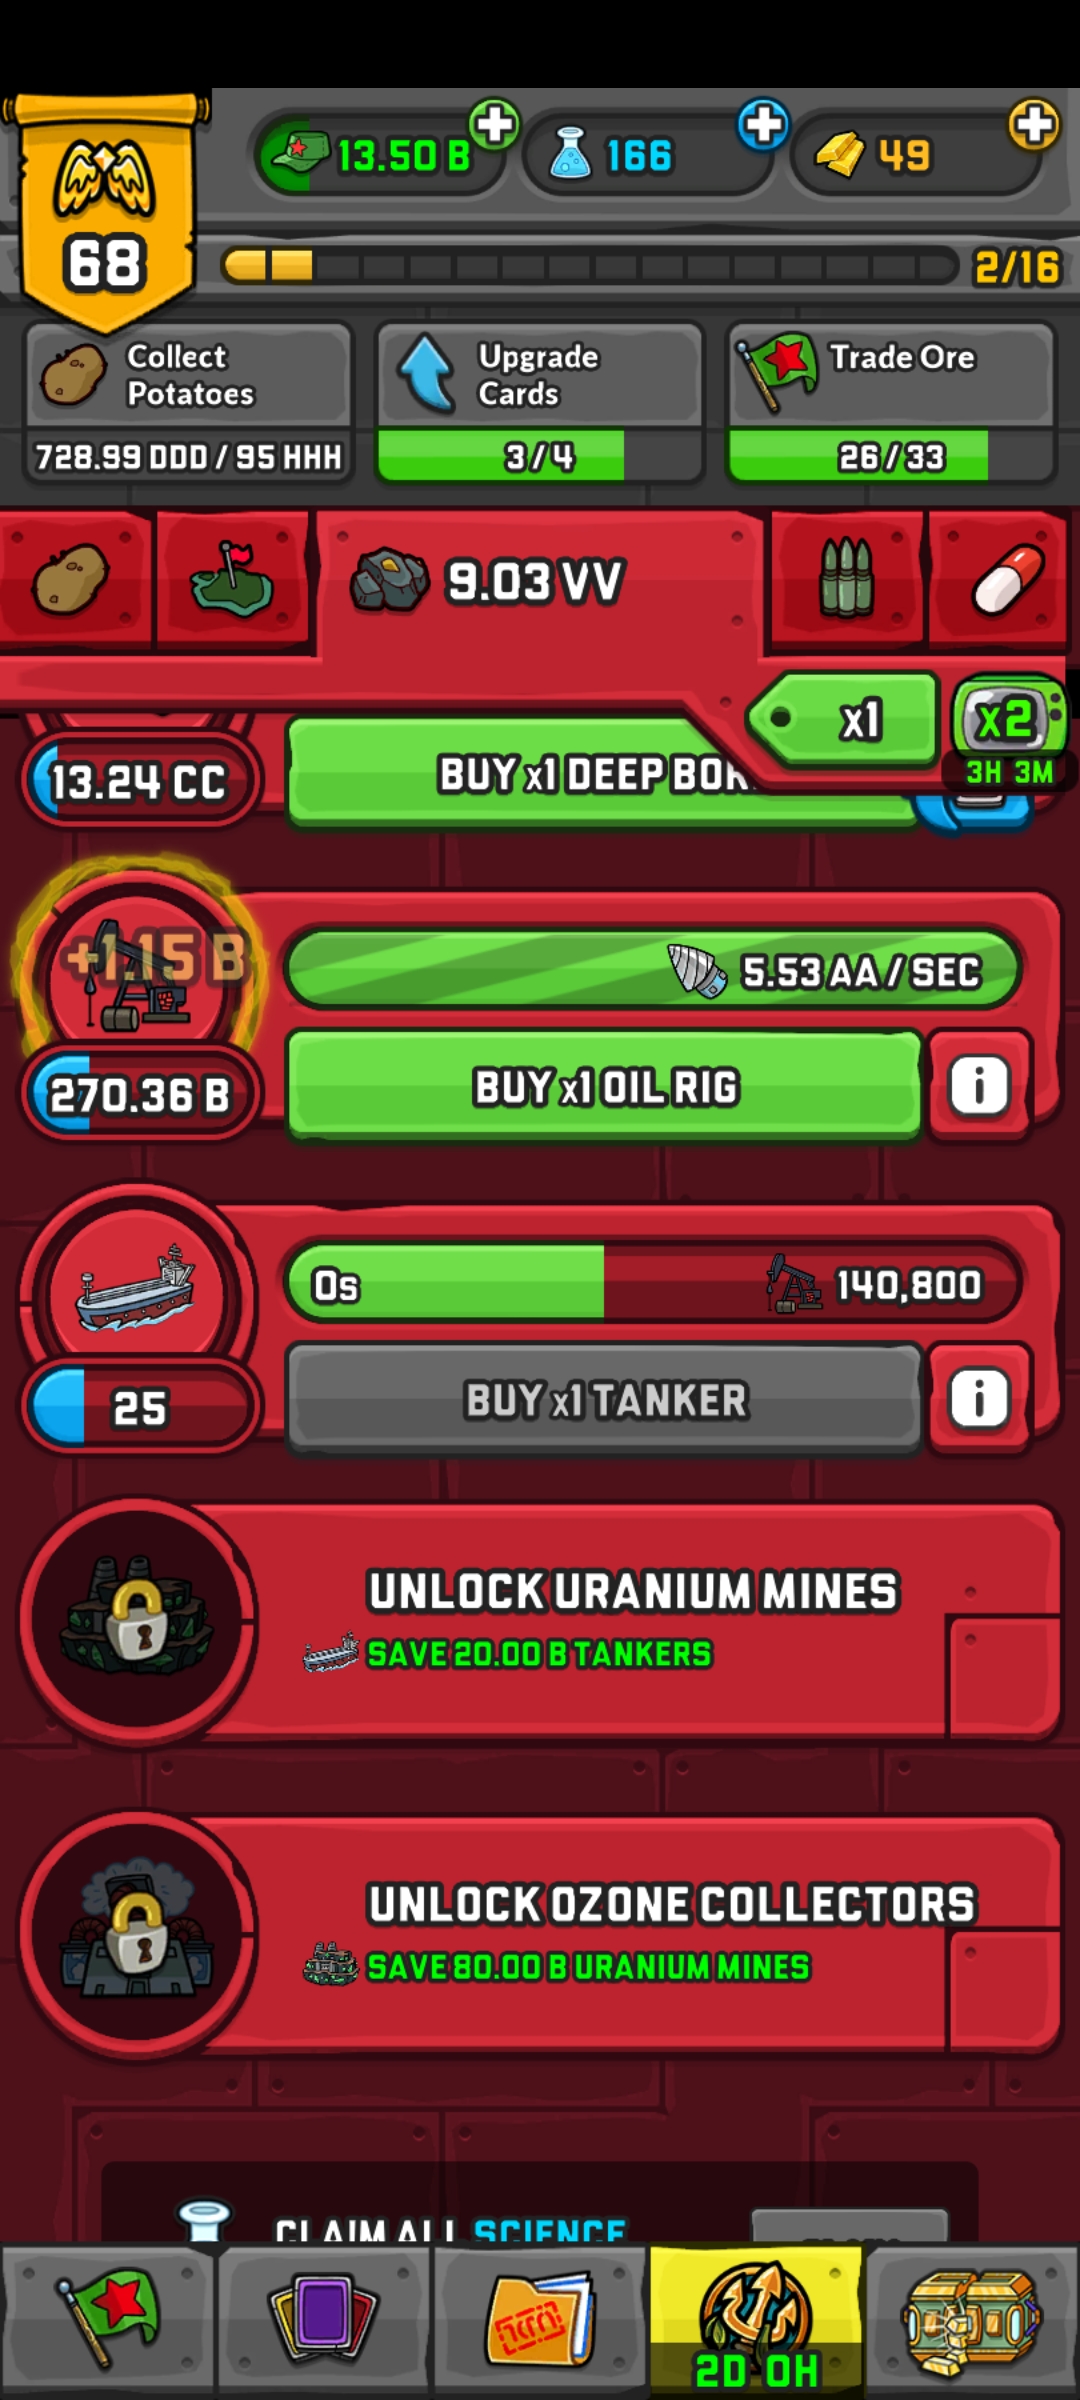 13.50 B
166
49
68
2/16
Collect
Potatoes
728.99 DDD / 95 HHH
Upgrade
Cards
3/4
Trade Ore
26/33
9.03 VV
x1
x2
3H 3M
13.24 CC
BUY x1 DEEP BOR
+1.15 B
5.53 AA / SEC
270.36 B
BUY x1 OIL RIG
i
0s
140,800
25
BUY x1 TANKER
i
UNLOCK URANIUM MINES
SAVE 20.00 B TANKERS
UNLOCK OZONE COLLECTORS
SAVE 80.00 B URANIUM MINES
CLAIM ALL SCIENCE
2D 0H